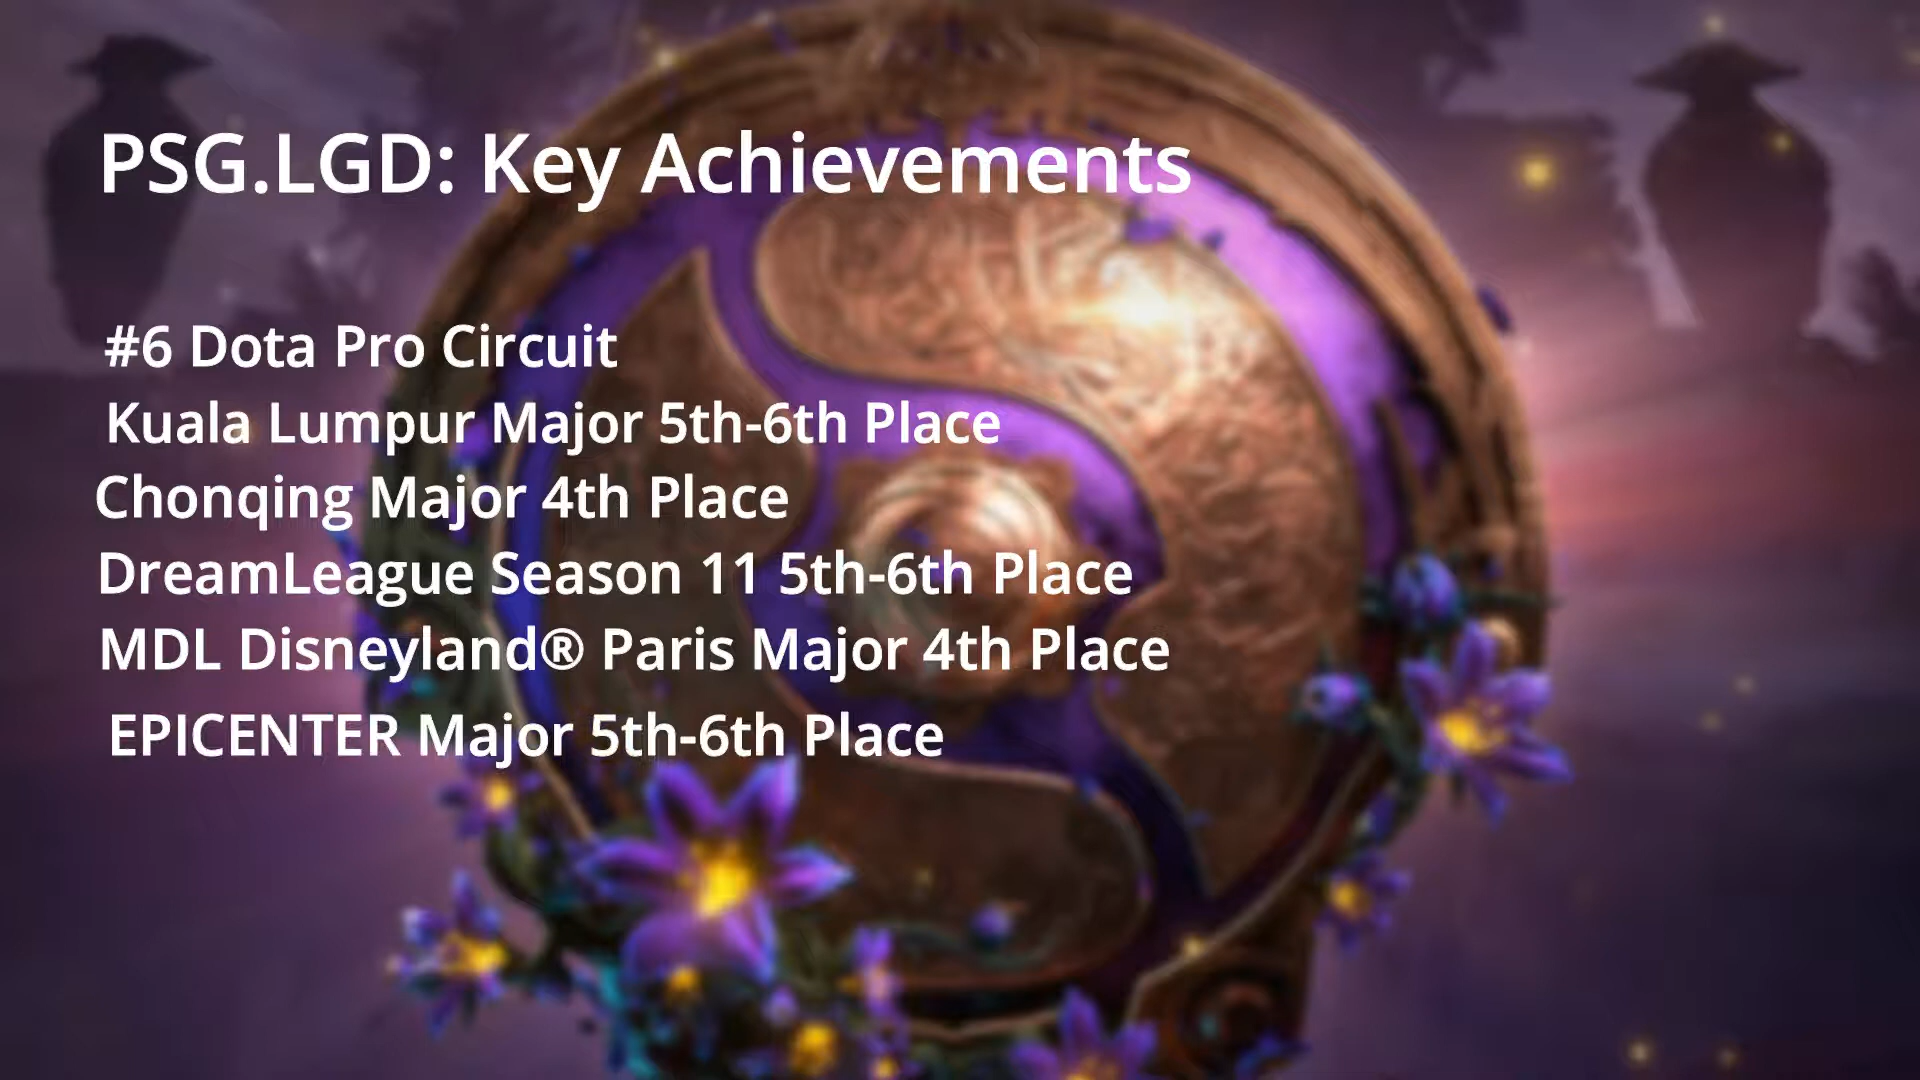 PSG.LGD: Key Achievements
#6 Dota Pro Circuit
Kuala Lumpur Major 5th-6th Place
Chonqing Major 4th Place
DreamLeague Season 11 5th-6th Place
MDL Disneyland® Paris Major 4th Place
EPICENTER Major 5th-6th Place